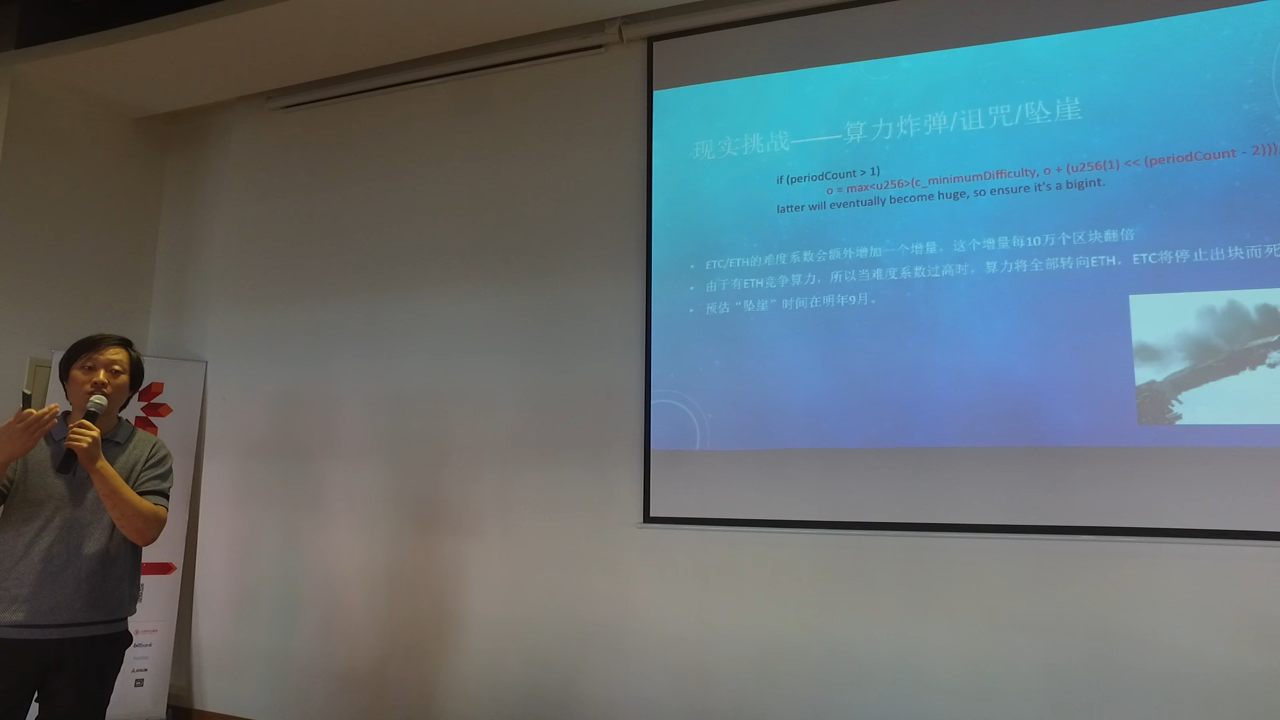 现实挑战——算力炸弹/诅咒/坠崖
if (periodCount > 1)
o = max<u256>(c_minimumDifficulty, o + (u256(1) << (periodCount - 2)));
latter will eventually become huge, so ensure it's a bigint.
• ETC/ETH的难度系数会额外增加一个增量，这个增量每10万个区块翻倍
• 由于有ETH竞争算力，所以当难度系数过高时，算力将全部转向ETH，ETC将停止出块而死
• 预估“坠崖”时间在明年9月。